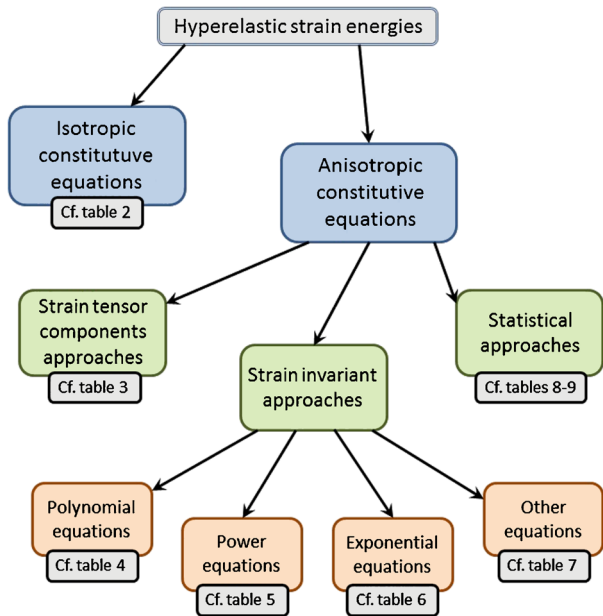 Hyperelastic strain energies
Isotropic
constitutuve
equations
Cf. table 2
Anisotropic
constitutive
equations
Strain tensor
components
approaches
Cf. table 3
Strain invariant
approaches
Statistical
approaches
Cf. tables 8-9
Polynomial
equations
Cf. table 4
Power
equations
Cf. table 5
Exponential
equations
Cf. table 6
Other
equations
Cf. table 7